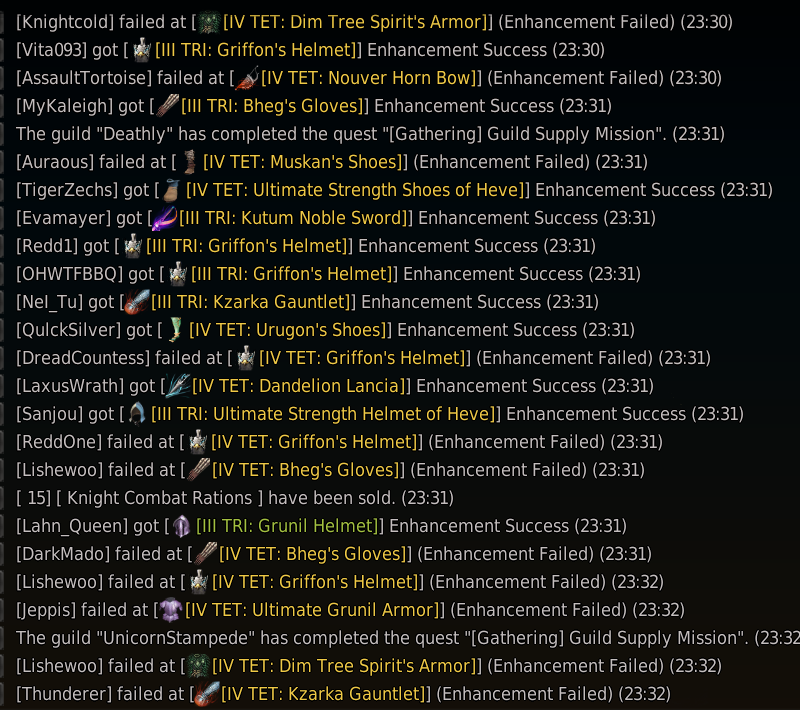 [Knightcold] failed at [[IV TET: Dim Tree Spirit's Armor]] (Enhancement Failed) (23:30)
[Vita093] got [[III TRI: Griffon's Helmet]] Enhancement Success (23:30)
[AssaultTortoise] failed at [[IV TET: Nouver Horn Bow]] (Enhancement Failed) (23:30)
[MyKaleigh] got [[III TRI: Bheg's Gloves]] Enhancement Success (23:31)
The guild "Deathly" has completed the quest "[Gathering] Guild Supply Mission". (23:31)
[Auraous] failed at [[IV TET: Muskan's Shoes]] (Enhancement Failed) (23:31)
[TigerZechs] got [[IV TET: Ultimate Strength Shoes of Heve]] Enhancement Success (23:31)
[Evamayer] got [[III TRI: Kutum Noble Sword]] Enhancement Success (23:31)
[Redd1] got [[III TRI: Griffon's Helmet]] Enhancement Success (23:31)
[OHWTFBBQ] got [[III TRI: Griffon's Helmet]] Enhancement Success (23:31)
[NeI_Tu] got [[III TRI: Kzarka Gauntlet]] Enhancement Success (23:31)
[QuIckSiIver] got [[IV TET: Urugon's Shoes]] Enhancement Success (23:31)
[DreadCountess] failed at [[IV TET: Griffon's Helmet]] (Enhancement Failed) (23:31)
[LaxusWrath] got [[IV TET: Dandelion Lancia]] Enhancement Success (23:31)
[Sanjou] got [[III TRI: Ultimate Strength Helmet of Heve]] Enhancement Success (23:31)
[ReddOne] failed at [[IV TET: Griffon's Helmet]] (Enhancement Failed) (23:31)
[Lishewoo] failed at [[IV TET: Bheg's Gloves]] (Enhancement Failed) (23:31)
[ 15] [ Knight Combat Rations ] have been sold. (23:31)
[Lahn_Queen] got [[III TRI: Grunil Helmet]] Enhancement Success (23:31)
[DarkMado] failed at [[IV TET: Bheg's Gloves]] (Enhancement Failed) (23:31)
[Lishewoo] failed at [[IV TET: Griffon's Helmet]] (Enhancement Failed) (23:32)
[Jeppis] failed at [[IV TET: Ultimate Grunil Armor]] (Enhancement Failed) (23:32)
The guild "UnicornStampede" has completed the quest "[Gathering] Guild Supply Mission". (23:32
[Lishewoo] failed at [[IV TET: Dim Tree Spirit's Armor]] (Enhancement Failed) (23:32)
[Thunderer] failed at [[IV TET: Kzarka Gauntlet]] (Enhancement Failed) (23:32)